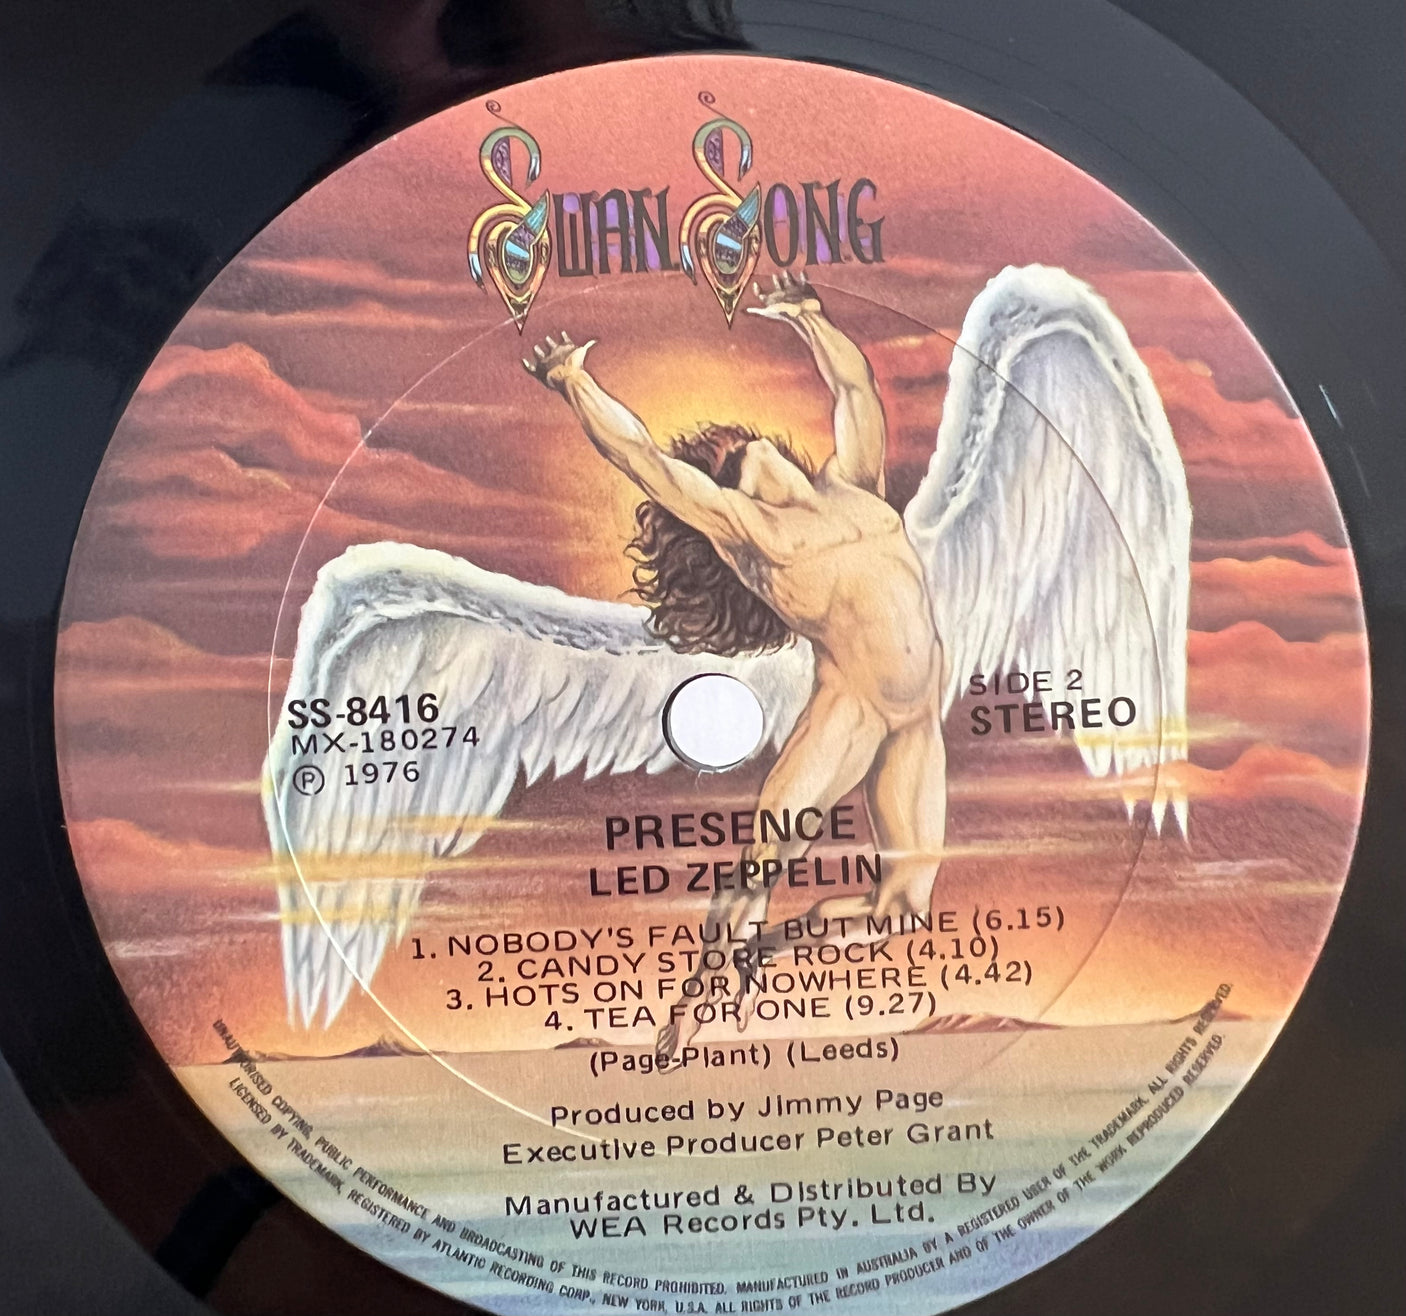 SWAN SONG
SS-8416
MX-180274
Ⓟ 1976
SIDE 2
STEREO
PRESENCE
LED ZEPPELIN
1. NOBODY'S FAULT BUT MINE (6.15)
2. CANDY STORE ROCK (4.10)
3. HOTS ON FOR NOWHERE (4.42)
4. TEA FOR ONE (9.27)
(Page-Plant) (Leeds)
Produced by Jimmy Page
Executive Producer Peter Grant
Manufactured & Distributed By
WEA Records Pty. Ltd.
UNAUTHORISED COPYING, PUBLIC PERFORMANCE AND BROADCASTING OF THIS RECORD PROHIBITED. MANUFACTURED IN AUSTRALIA BY A REGISTERED USER OF THE TRADEMARK. ALL RIGHTS RESERVED.
LICENSED BY TRADEMARK, REGISTERED BY ATLANTIC RECORDING CORP., NEW YORK, U.S.A. ALL RIGHTS OF THE RECORD PRODUCER AND OF THE OWNER OF THE WORK REPRODUCED RESERVED.